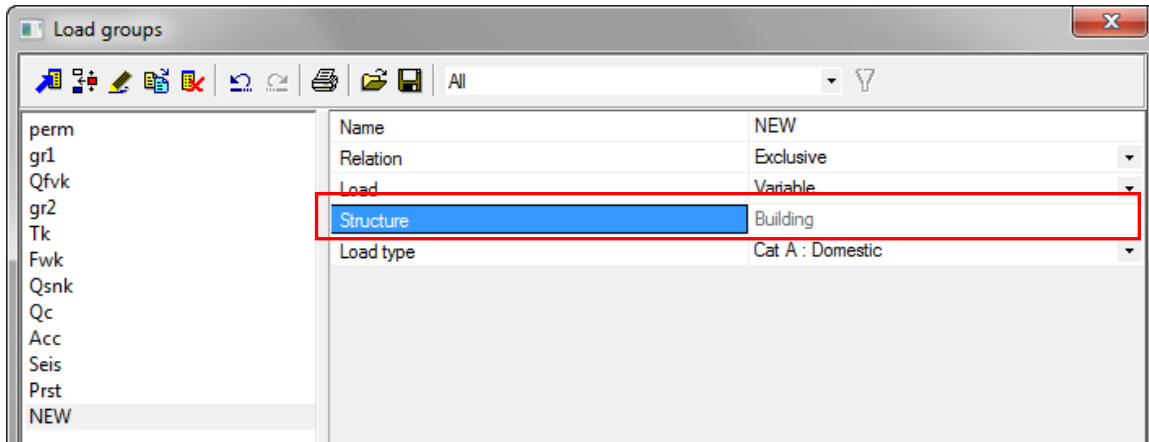 Load groups
All
perm
gr1
Qfvk
gr2
Tk
Fwk
Qsnk
Qc
Acc
Seis
Prst
NEW
Name NEW
Relation Exclusive
Load Variable
Structure Building
Load type Cat A : Domestic